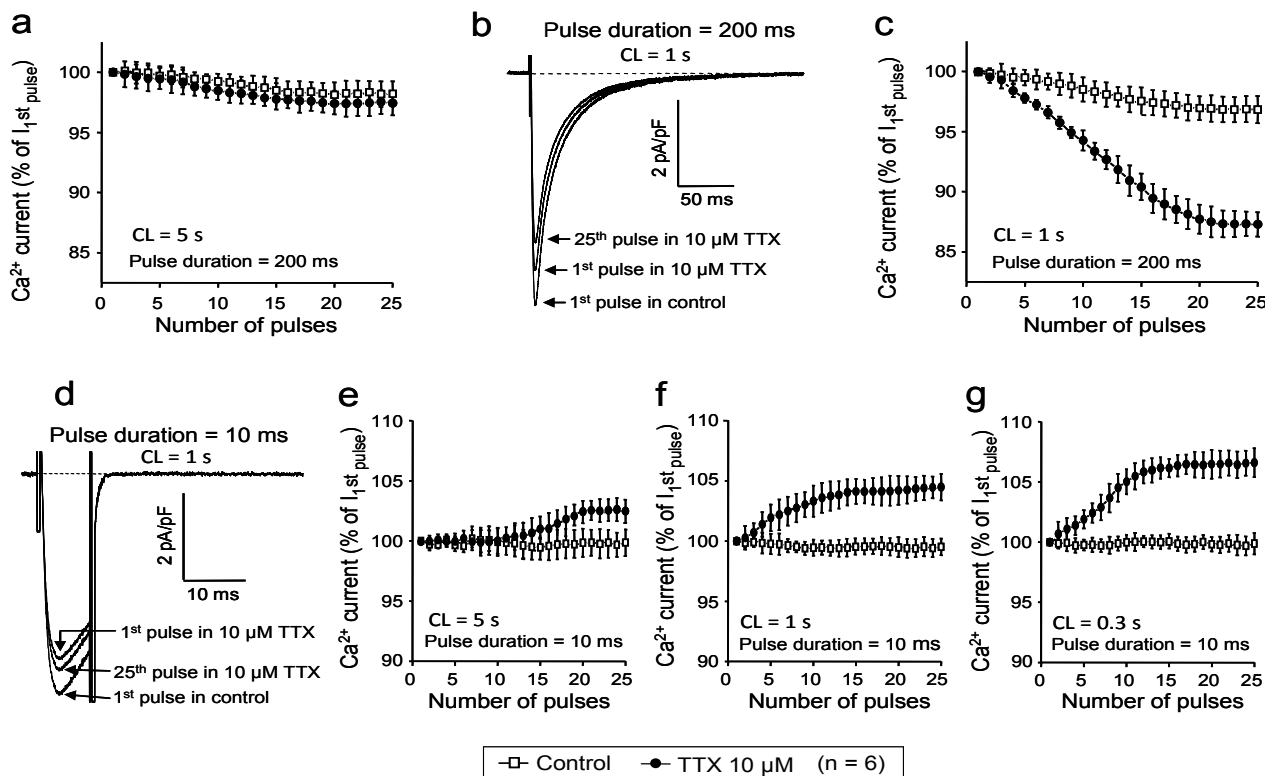 a
Ca²⁺ current (% of I₁st pulse)
100
95
90
85
CL = 5 s
Pulse duration = 200 ms
0 5 10 15 20 25
Number of pulses
b
Pulse duration = 200 ms
CL = 1 s
2 pA/pF
50 ms
25th pulse in 10 µM TTX
1st pulse in 10 µM TTX
1st pulse in control
c
Ca²⁺ current (% of I₁st pulse)
100
95
90
85
CL = 1 s
Pulse duration = 200 ms
0 5 10 15 20 25
Number of pulses
d
Pulse duration = 10 ms
CL = 1 s
2 pA/pF
10 ms
1st pulse in 10 µM TTX
25th pulse in 10 µM TTX
1st pulse in control
e
Ca²⁺ current (% of I₁st pulse)
110
105
100
95
90
CL = 5 s
Pulse duration = 10 ms
0 5 10 15 20 25
Number of pulses
f
Ca²⁺ current (% of I₁st pulse)
110
105
100
95
90
CL = 1 s
Pulse duration = 10 ms
0 5 10 15 20 25
Number of pulses
g
Ca²⁺ current (% of I₁st pulse)
110
105
100
95
90
CL = 0.3 s
Pulse duration = 10 ms
0 5 10 15 20 25
Number of pulses
Control TTX 10 µM (n = 6)